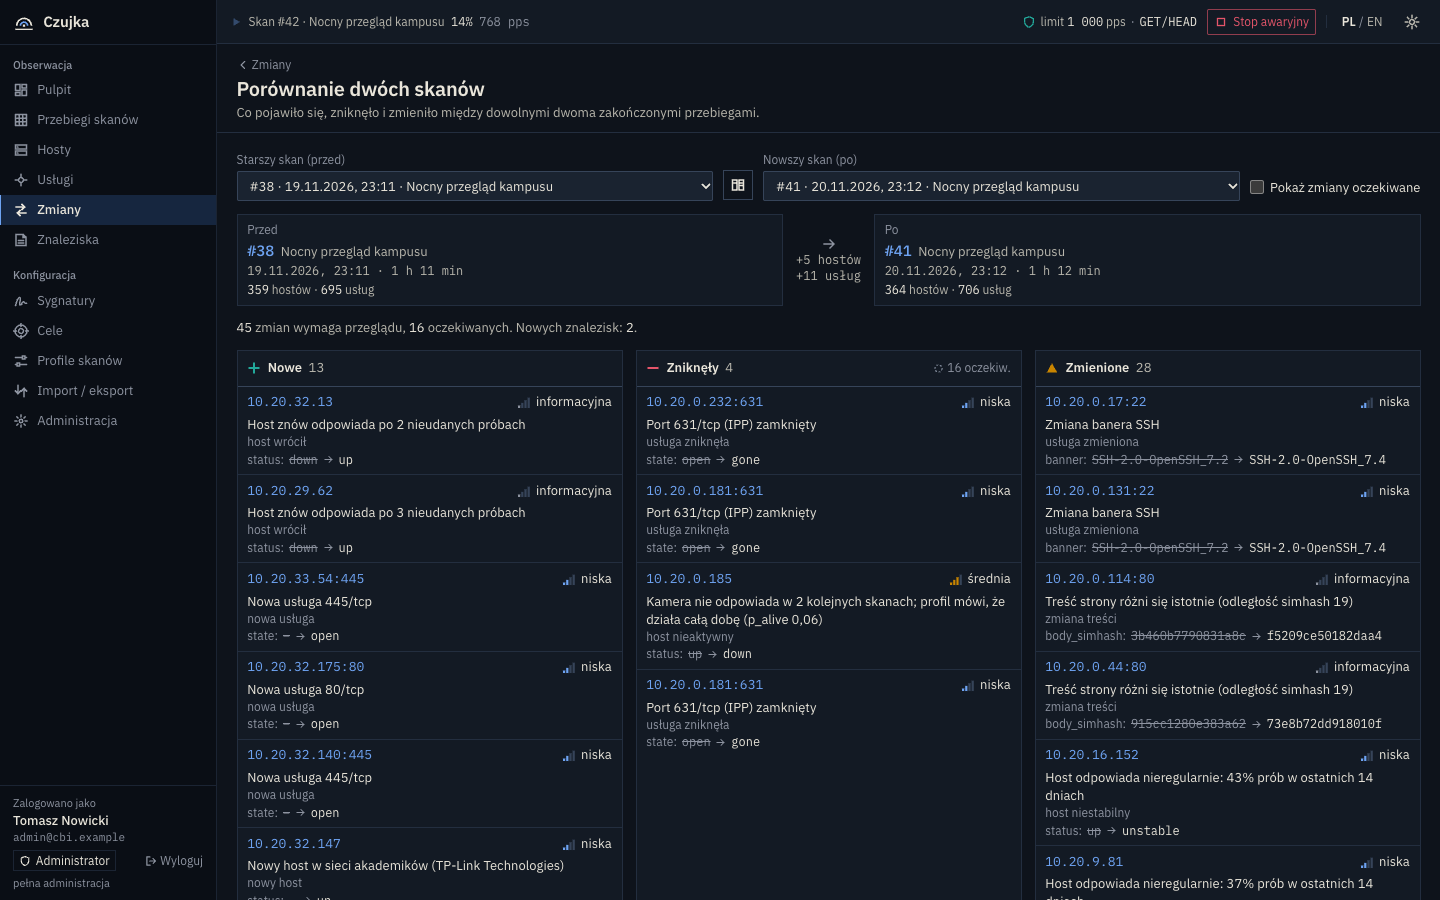 Czujka
Skan #42 · Nocny przegląd kampusu 14% 768 pps
limit 1 000 pps · GET/HEAD
Stop awaryjny
PL / EN
Obserwacja
Pulpit
Przebiegi skanów
Hosty
Usługi
Zmiany
Znaleziska
Konfiguracja
Sygnatury
Cele
Profile skanów
Import / eksport
Administracja
Zalogowano jako
Tomasz Nowicki
admin@cbi.example
Administrator
Wyloguj
pełna administracja
Zmiany
Porównanie dwóch skanów
Co pojawiło się, zniknęło i zmieniło między dowolnymi dwoma zakończonymi przebiegami.
Starszy skan (przed)
#38 · 19.11.2026, 23:11 · Nocny przegląd kampusu
Nowszy skan (po)
#41 · 20.11.2026, 23:12 · Nocny przegląd kampusu
Pokaż zmiany oczekiwane
Przed
#38 Nocny przegląd kampusu
19.11.2026, 23:11 · 1 h 11 min
359 hostów · 695 usług
→
+5 hostów
+11 usług
Po
#41 Nocny przegląd kampusu
20.11.2026, 23:12 · 1 h 12 min
364 hostów · 706 usług
45 zmian wymaga przeglądu, 16 oczekiwanych. Nowych znalezisk: 2.
Nowe 13
10.20.32.13 informacyjna
Host znów odpowiada po 2 nieudanych próbach
host wrócił
status: down → up
10.20.29.62 informacyjna
Host znów odpowiada po 3 nieudanych próbach
host wrócił
status: down → up
10.20.33.54:445 niska
Nowa usługa 445/tcp
nowa usługa
state: — → open
10.20.32.175:80 niska
Nowa usługa 80/tcp
nowa usługa
state: — → open
10.20.32.140:445 niska
Nowa usługa 445/tcp
nowa usługa
state: — → open
10.20.32.147 niska
Nowy host w sieci akademików (TP-Link Technologies)
nowy host
status: — → up
Zniknęły 4
16 oczekiw.
10.20.0.232:631 niska
Port 631/tcp (IPP) zamknięty
usługa zniknęła
state: open → gone
10.20.0.181:631 niska
Port 631/tcp (IPP) zamknięty
usługa zniknęła
state: open → gone
10.20.0.185 średnia
Kamera nie odpowiada w 2 kolejnych skanach; profil mówi, że
działa całą dobę (p_alive 0,06)
host nieaktywny
status: up → down
10.20.0.181:631 niska
Port 631/tcp (IPP) zamknięty
usługa zniknęła
state: open → gone
Zmienione 28
10.20.0.17:22 niska
Zmiana banera SSH
usługa zmieniona
banner: SSH-2.0-OpenSSH_7.2 → SSH-2.0-OpenSSH_7.4
10.20.0.131:22 niska
Zmiana banera SSH
usługa zmieniona
banner: SSH-2.0-OpenSSH_7.2 → SSH-2.0-OpenSSH_7.4
10.20.0.114:80 informacyjna
Treść strony różni się istotnie (odległość simhash 19)
zmiana treści
body_simhash: 3b460b7790831a8c → f5209ce50182daa4
10.20.0.44:80 informacyjna
Treść strony różni się istotnie (odległość simhash 19)
zmiana treści
body_simhash: 915cc1280e383a62 → 73e8b72dd918010f
10.20.16.152 niska
Host odpowiada nieregularnie: 43% prób w ostatnich 14
dniach
host niestabilny
status: up → unstable
10.20.9.81 niska
Host odpowiada nieregularnie: 37% prób w ostatnich 14
dniach